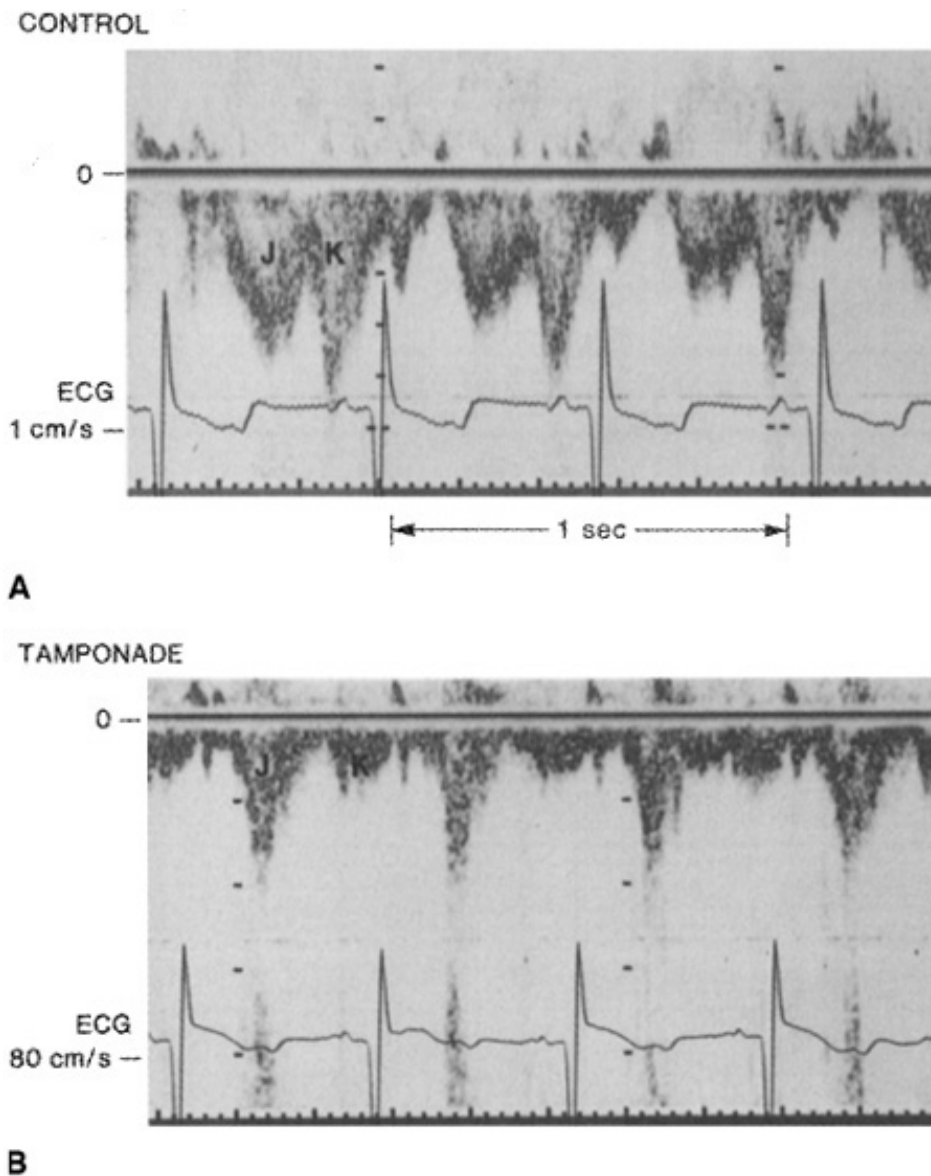 CONTROL
0
J K
ECG
1 cm/s
1 sec
A
TAMPONADE
0
J K
ECG
80 cm/s
B